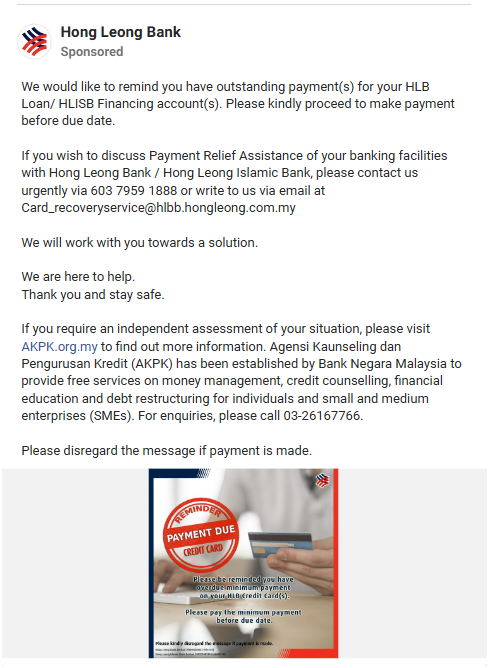 Hong Leong Bank
Sponsored
We would like to remind you have outstanding payment(s) for your HLB
Loan/ HLISB Financing account(s). Please kindly proceed to make payment
before due date.
If you wish to discuss Payment Relief Assistance of your banking facilities
with Hong Leong Bank / Hong Leong Islamic Bank, please contact us
urgently via 603 7959 1888 or write to us via email at
Card_recoveryservice@hlbb.hongleong.com.my
We will work with you towards a solution.
We are here to help.
Thank you and stay safe.
If you require an independent assessment of your situation, please visit
AKPK.org.my to find out more information. Agensi Kaunseling dan
Pengurusan Kredit (AKPK) has been established by Bank Negara Malaysia to
provide free services on money management, credit counselling, financial
education and debt restructuring for individuals and small and medium
enterprises (SMEs). For enquiries, please call 03-26167766.
Please disregard the message if payment is made.
REMINDER
PAYMENT DUE
CREDIT CARD
Please be reminded you have
overdue minimum payment
on your HLB Credit Card(s).
Please pay the minimum payment
before due date.
Please kindly disregard the message if payment is made.